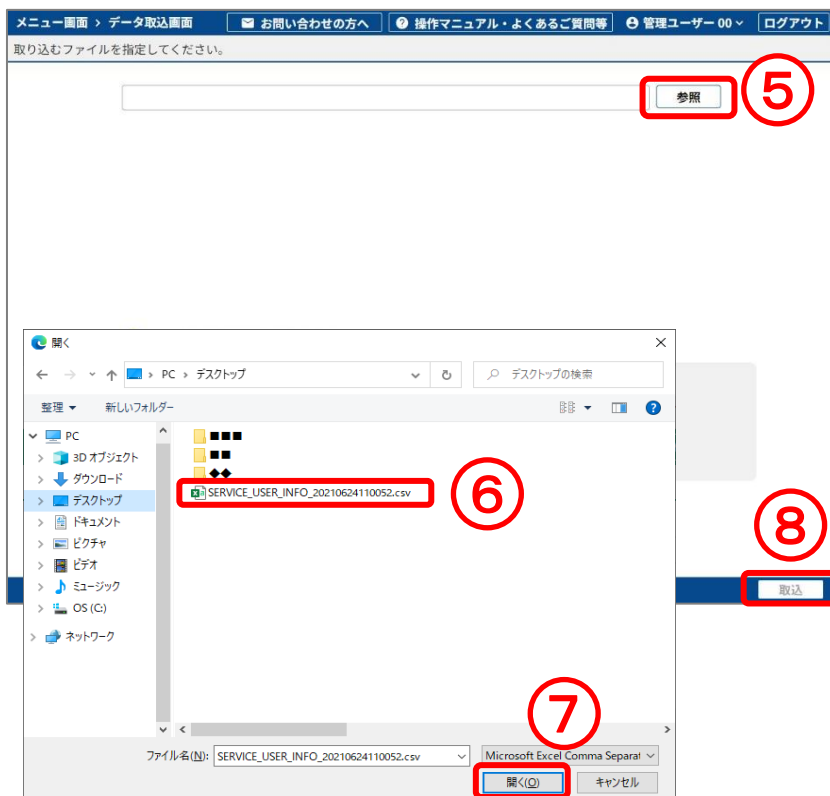 メニュー画面 > データ取込画面 お問い合わせの方へ 操作マニュアル・よくあるご質問等 管理ユーザー 00 ログアウト
取り込むファイルを指定してください。
参照 ⑤
開く
PC > デスクトップ デスクトップの検索
整理 新しいフォルダー
PC
3D オブジェクト
ダウンロード
デスクトップ
ドキュメント
ピクチャ
ビデオ
ミュージック
OS (C:)
ネットワーク
■■■
■■
◆◆
SERVICE_USER_INFO_20210624110052.csv ⑥
⑧
取込
⑦
ファイル名(N): SERVICE_USER_INFO_20210624110052.csv Microsoft Excel Comma Separat
開く(O) キャンセル